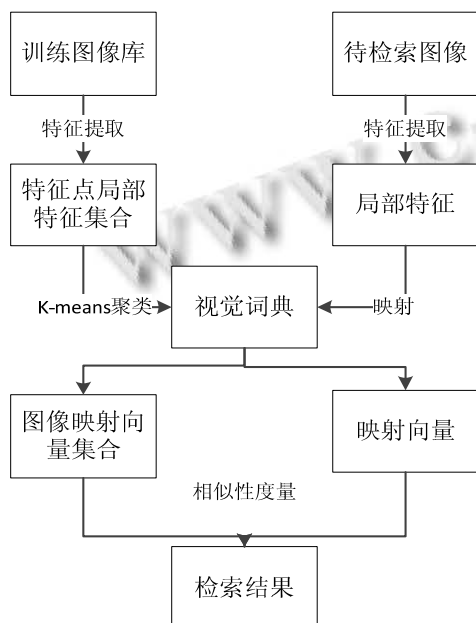 训练图像库
待检索图像
特征提取
特征提取
特征点局部
特征集合
局部特征
K-means聚类
视觉词典
映射
图像映射向
量集合
映射向量
相似性度量
检索结果
www.c